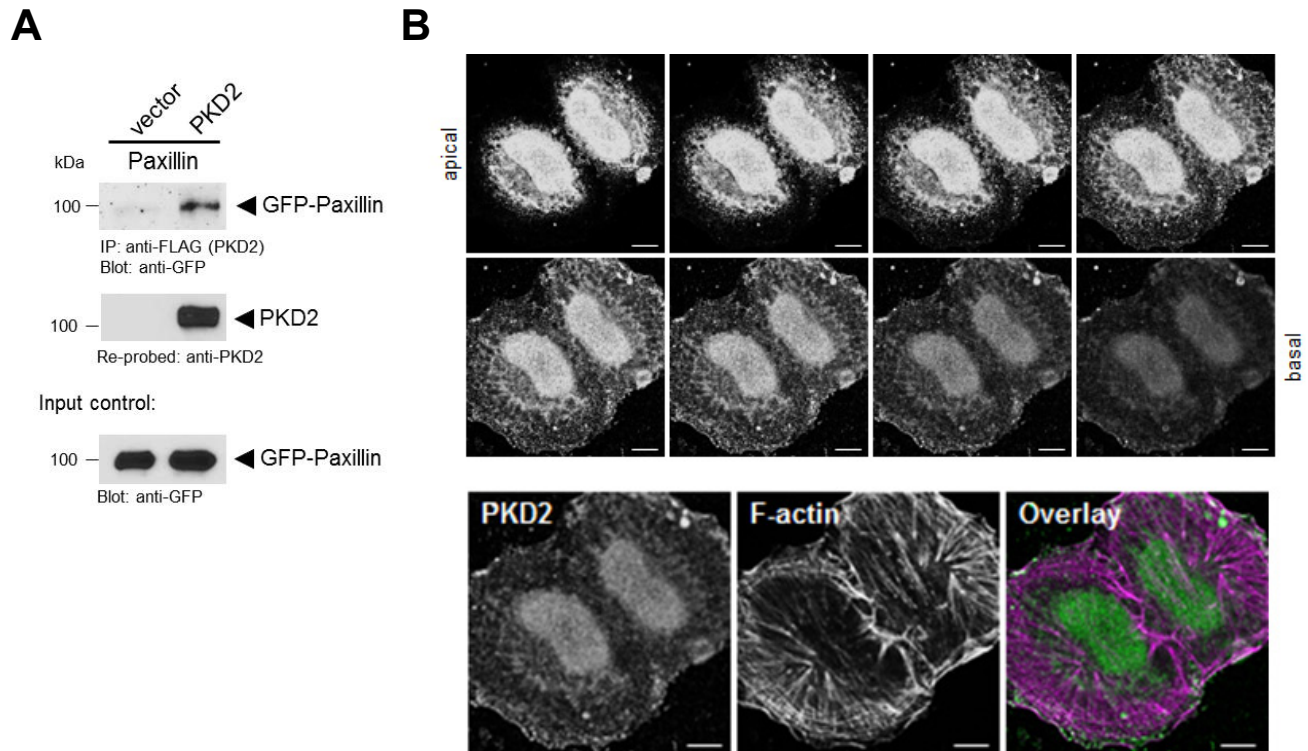 A
vector
PKD2
kDa
Paxillin
100
GFP-Paxillin
IP: anti-FLAG (PKD2)
Blot: anti-GFP
100
PKD2
Re-probed: anti-PKD2
Input control:
100
GFP-Paxillin
Blot: anti-GFP
B
apical
basal
PKD2
F-actin
Overlay